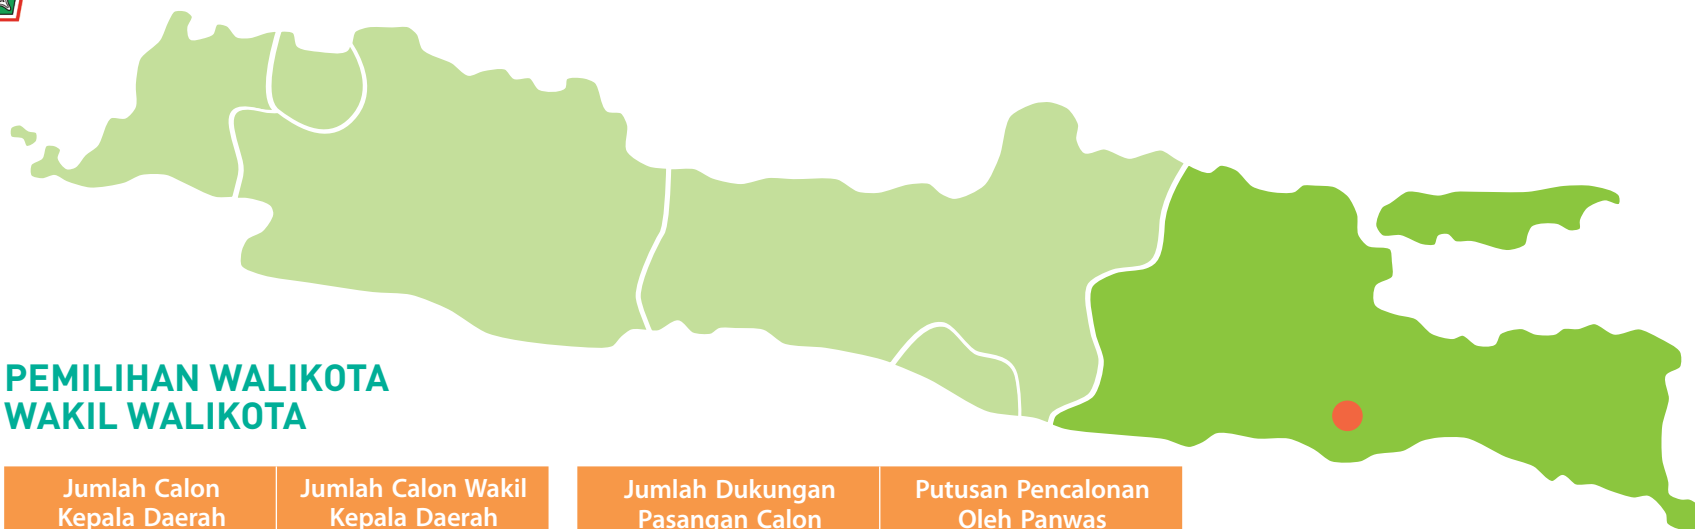 PEMILIHAN WALIKOTA
WAKIL WALIKOTA
Jumlah Calon
Kepala Daerah
Jumlah Calon Wakil
Kepala Daerah
Jumlah Dukungan
Pasangan Calon
Putusan Pencalonan
Oleh Panwas